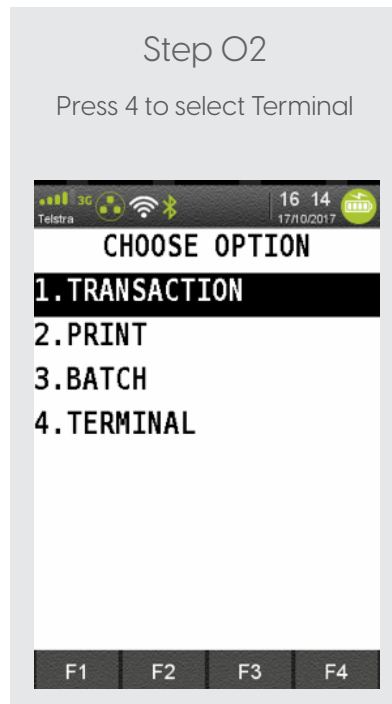 Step 02
Press 4 to select Terminal
3G 16 14
Telstra 17/10/2017
CHOOSE OPTION
1.TRANSACTION
2.PRINT
3.BATCH
4.TERMINAL
F1 F2 F3 F4